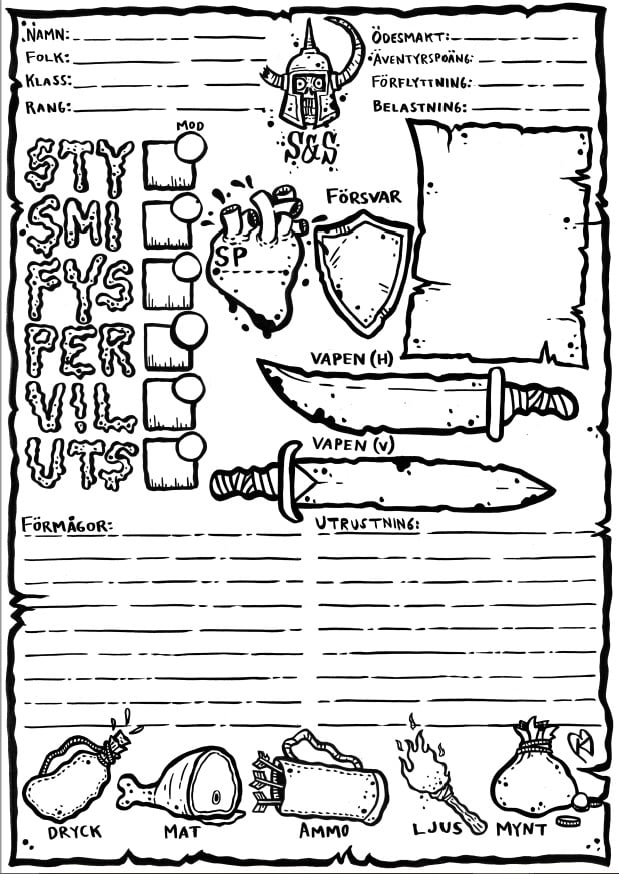 NAMN:
FOLK:
KLASS:
RANG:
ÖDESMAKT:
ÄVENTYRSPOÄNG:
FÖRFLYTTNING:
BELASTNING:
S&S
MOD
STY
SMI
FYS
PER
VIL
UTS
SP
FÖRSVAR
VAPEN (H)
VAPEN (V)
FÖRMÅGOR:
UTRUSTNING:
DRYCK
MAT
AMMO
LJUS
MYNT